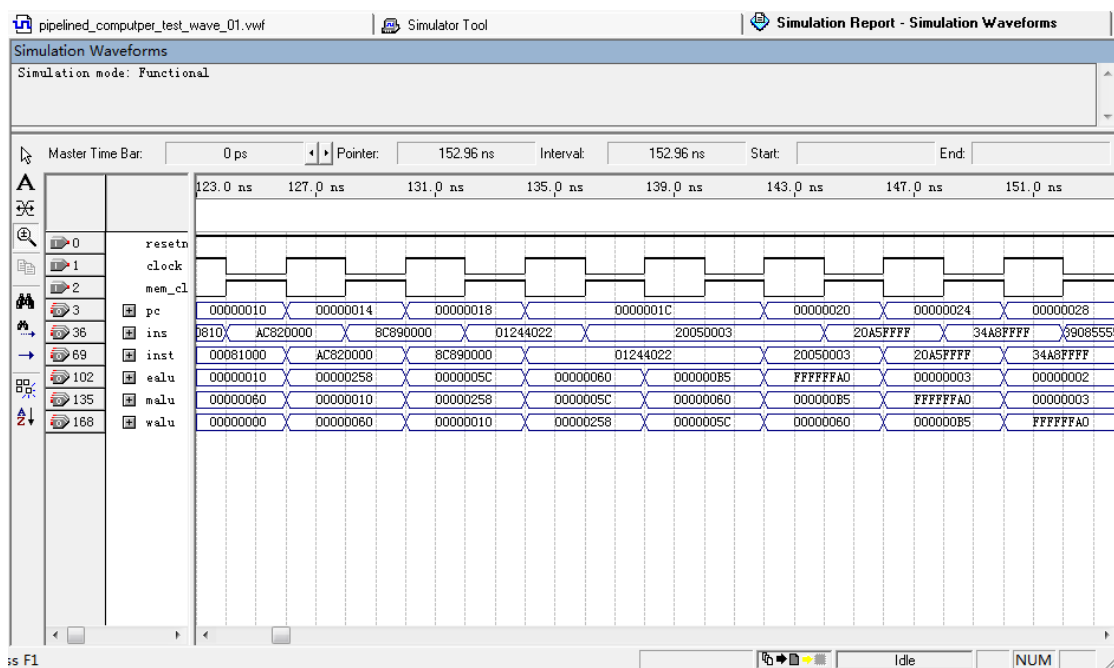 pipelined_computper_test_wave_01.vwf Simulator Tool Simulation Report - Simulation Waveforms
Simulation Waveforms
Simulation mode: Functional
Master Time Bar: 0 ps Pointer: 152.96 ns Interval: 152.96 ns Start: End:
123.0 ns 127.0 ns 131.0 ns 135.0 ns 139.0 ns 143.0 ns 147.0 ns 151.0 ns
0 resetn
1 clock
2 mem_cl
3 pc 00000010 00000014 00000018 0000001C 00000020 00000024 00000028
36 ins 0810 AC820000 8C890000 01244022 20050003 20A5FFFF 34A8FFFF 3908555
69 inst 00081000 AC820000 8C890000 01244022 20050003 20A5FFFF 34A8FFFF
102 ealu 00000010 00000258 0000005C 00000060 000000B5 FFFFFFA0 00000003 00000002
135 malu 00000060 00000010 00000258 0000005C 00000060 000000B5 FFFFFFA0 00000003
168 walu 00000000 00000060 00000010 00000258 0000005C 00000060 000000B5 FFFFFFA0
ss F1 Idle NUM